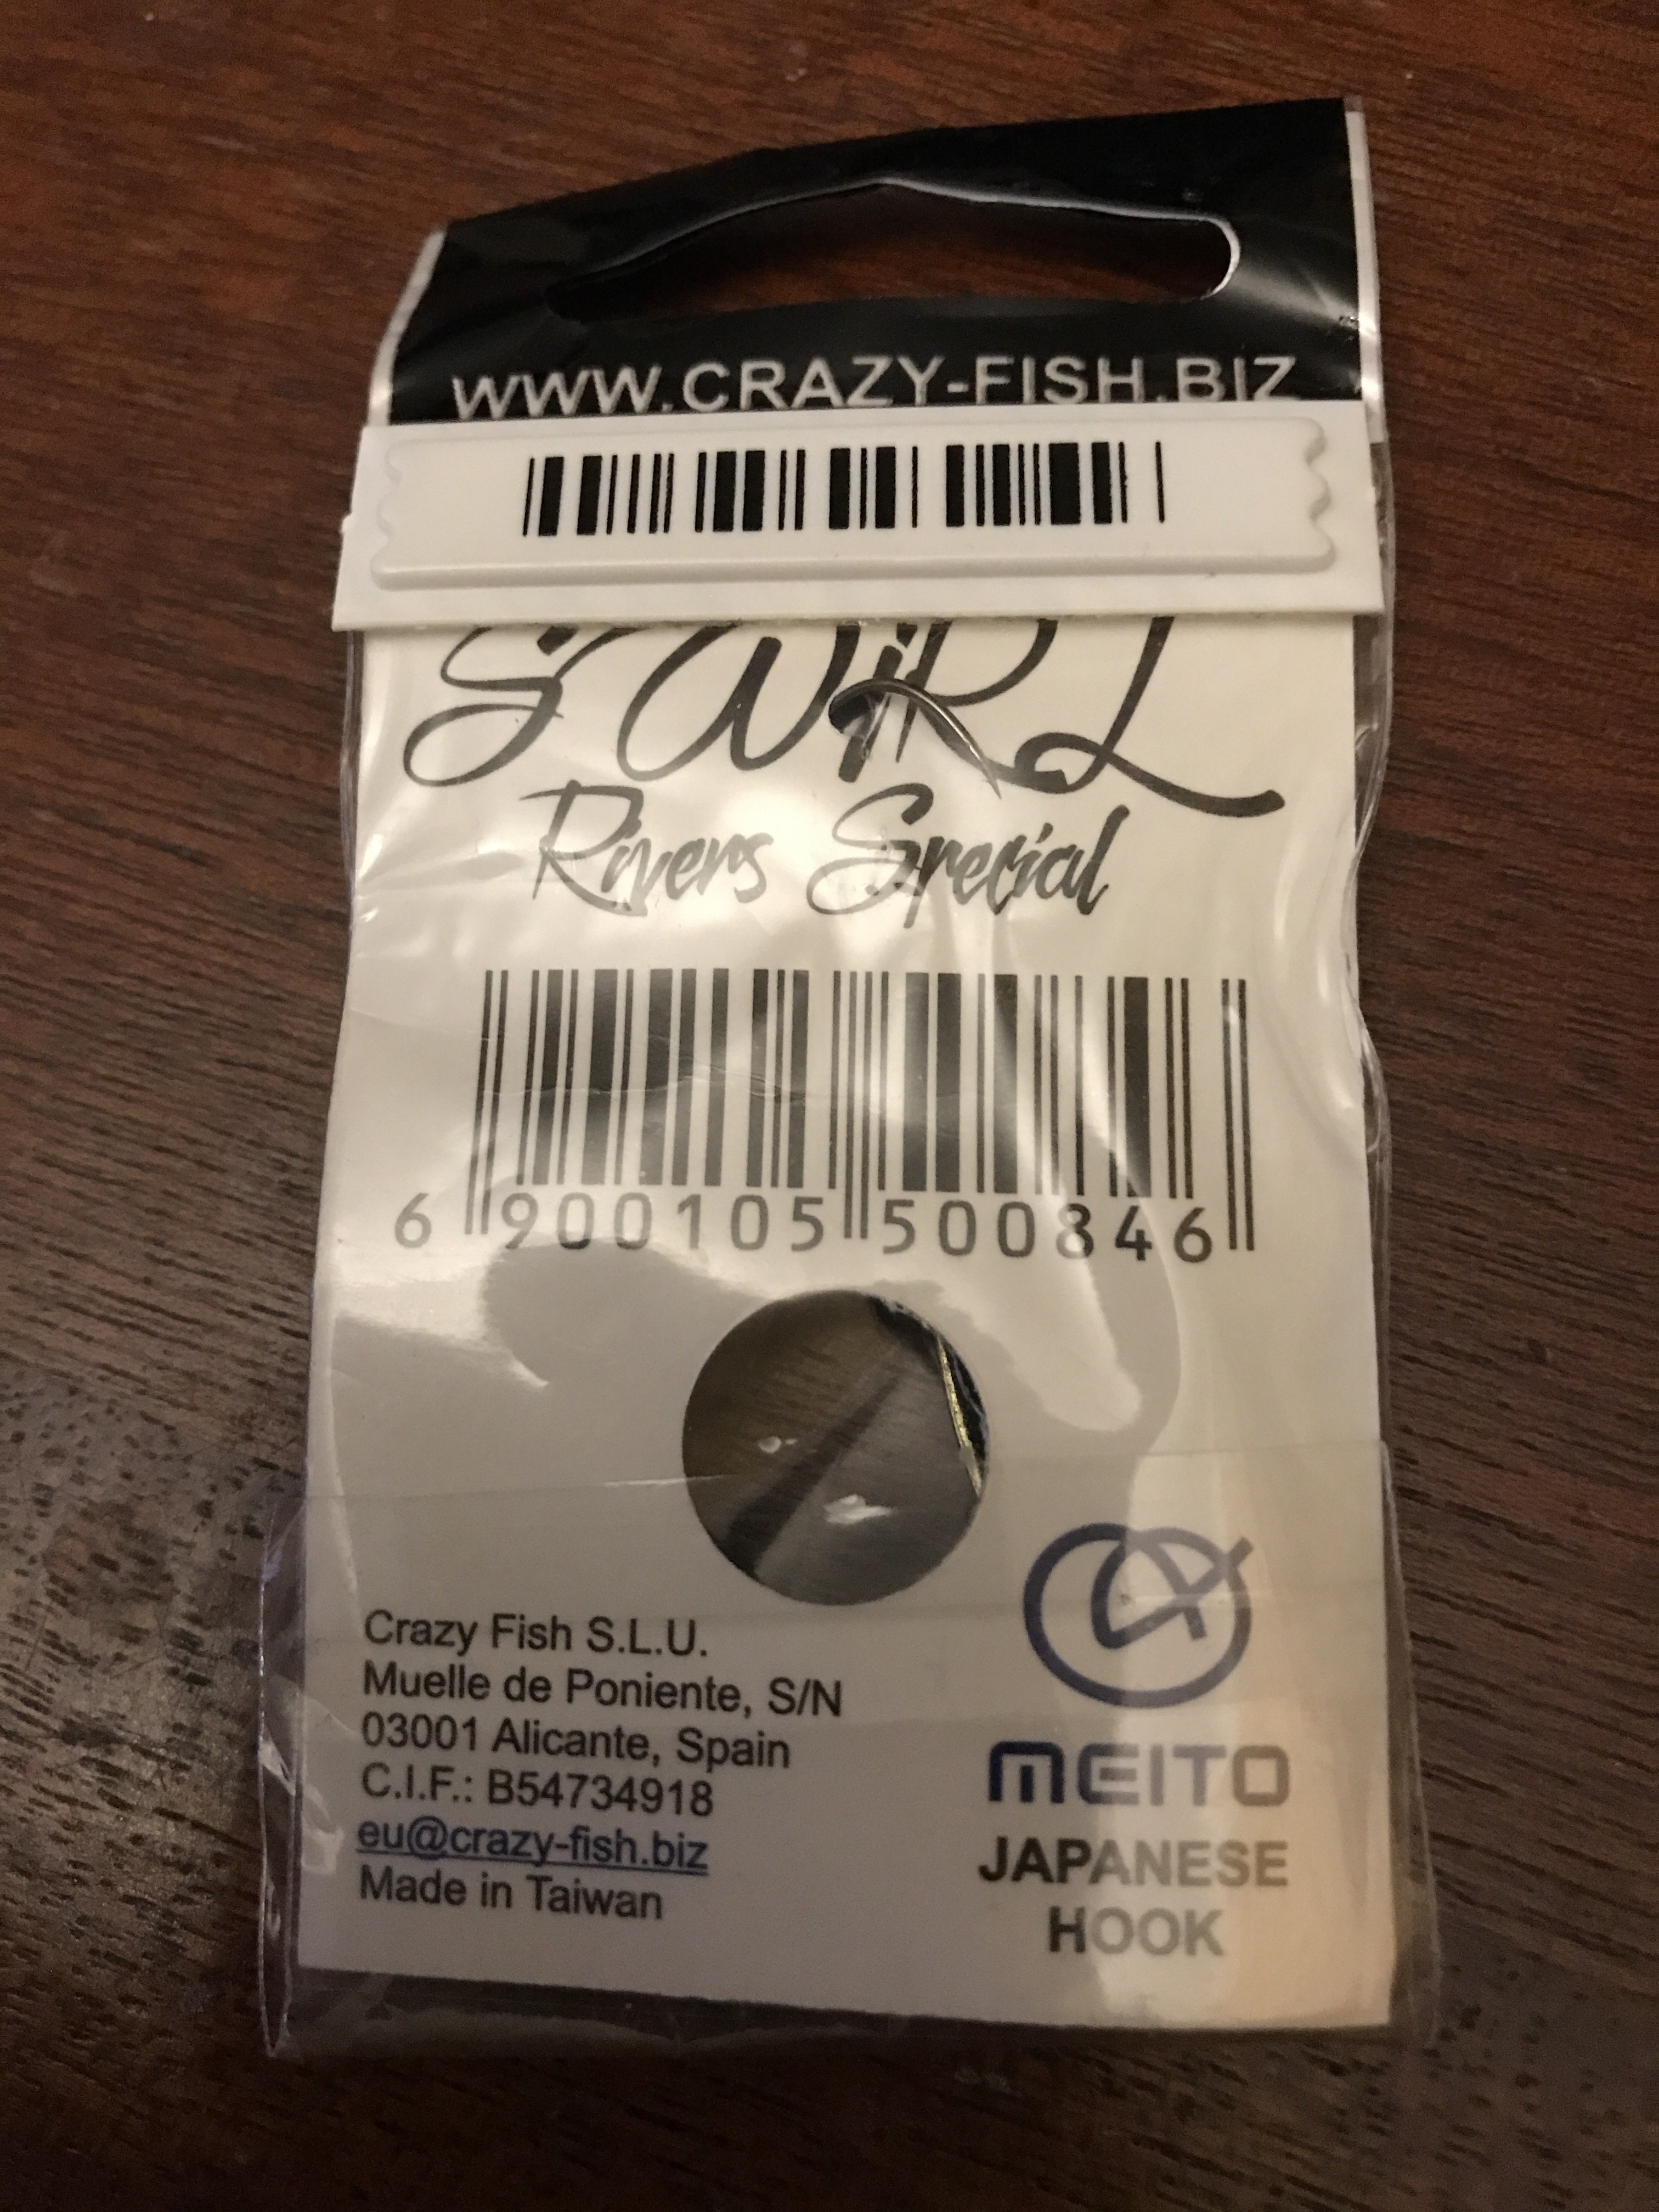 WWW.CRAZY-FISH.BIZ
SWiRL
Rivers Special
6 900105 500846
Crazy Fish S.L.U.
Muelle de Poniente, S/N
03001 Alicante, Spain
C.I.F.: B54734918
eu@crazy-fish.biz
Made in Taiwan
MEITO
JAPANESE
HOOK